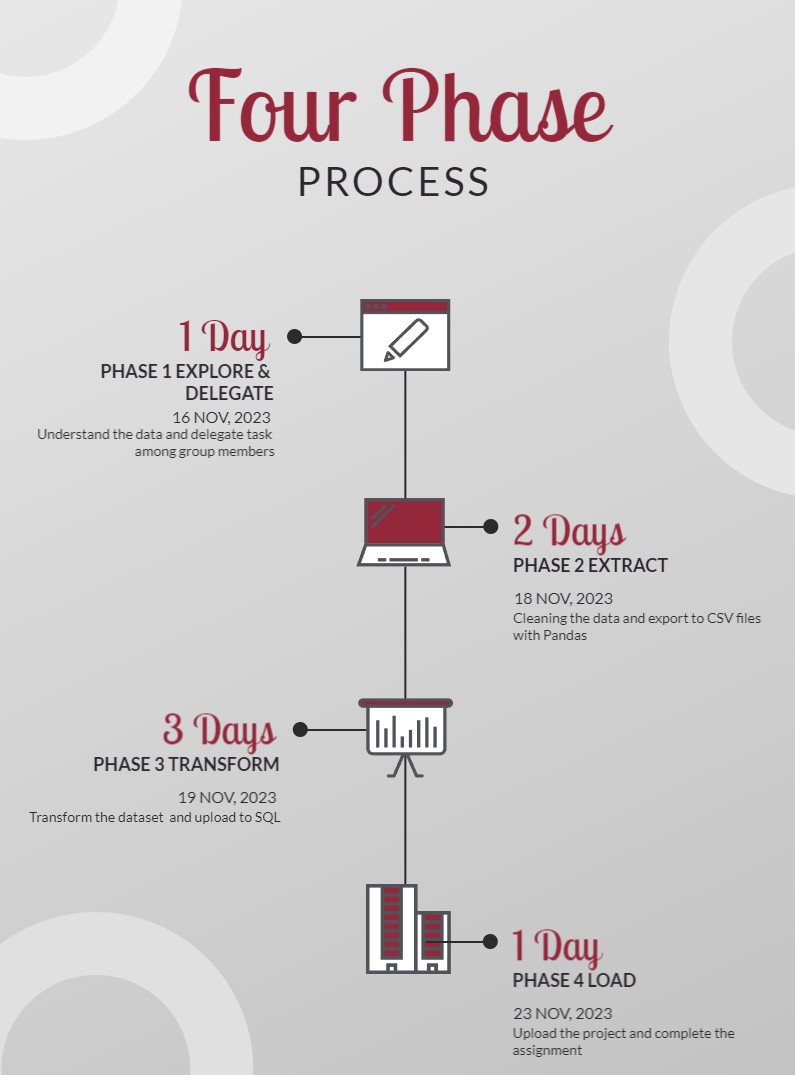 Four Phase
PROCESS
1 Day
PHASE 1 EXPLORE &
DELEGATE
16 NOV, 2023
Understand the data and delegate task
among group members
2 Days
PHASE 2 EXTRACT
18 NOV, 2023
Cleaning the data and export to CSV files
with Pandas
3 Days
PHASE 3 TRANSFORM
19 NOV, 2023
Transform the dataset and upload to SQL
1 Day
PHASE 4 LOAD
23 NOV, 2023
Upload the project and complete the
assignment